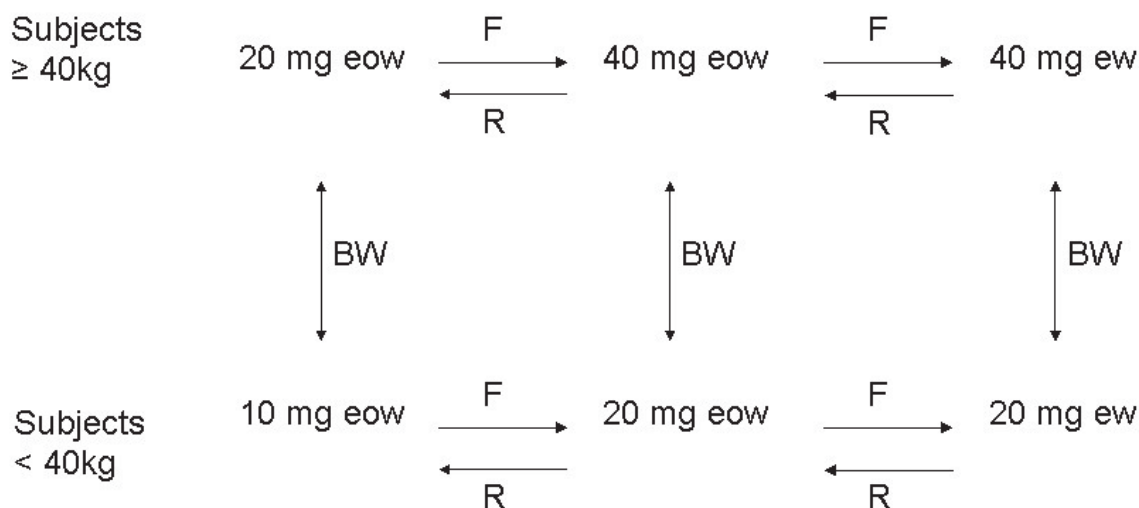 Subjects
≥ 40kg
20 mg eow
F
R
40 mg eow
F
R
40 mg ew
BW
BW
BW
Subjects
< 40kg
10 mg eow
F
R
20 mg eow
F
R
20 mg ew